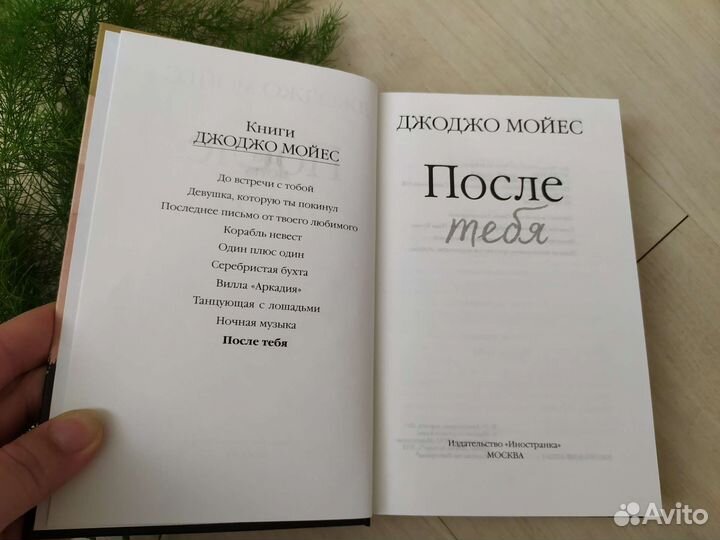 Книги
ДЖОДЖО МОЙЕС
До встречи с тобой
Девушка, которую ты покинул
Последнее письмо от твоего любимого
Корабль невест
Один плюс один
Серебристая бухта
Вилла «Аркадия»
Танцующая с лошадьми
Ночная музыка
После тебя
ДЖОДЖО МОЙЕС
После
тебя
Издательство «Иностранка»
МОСКВА
Avito